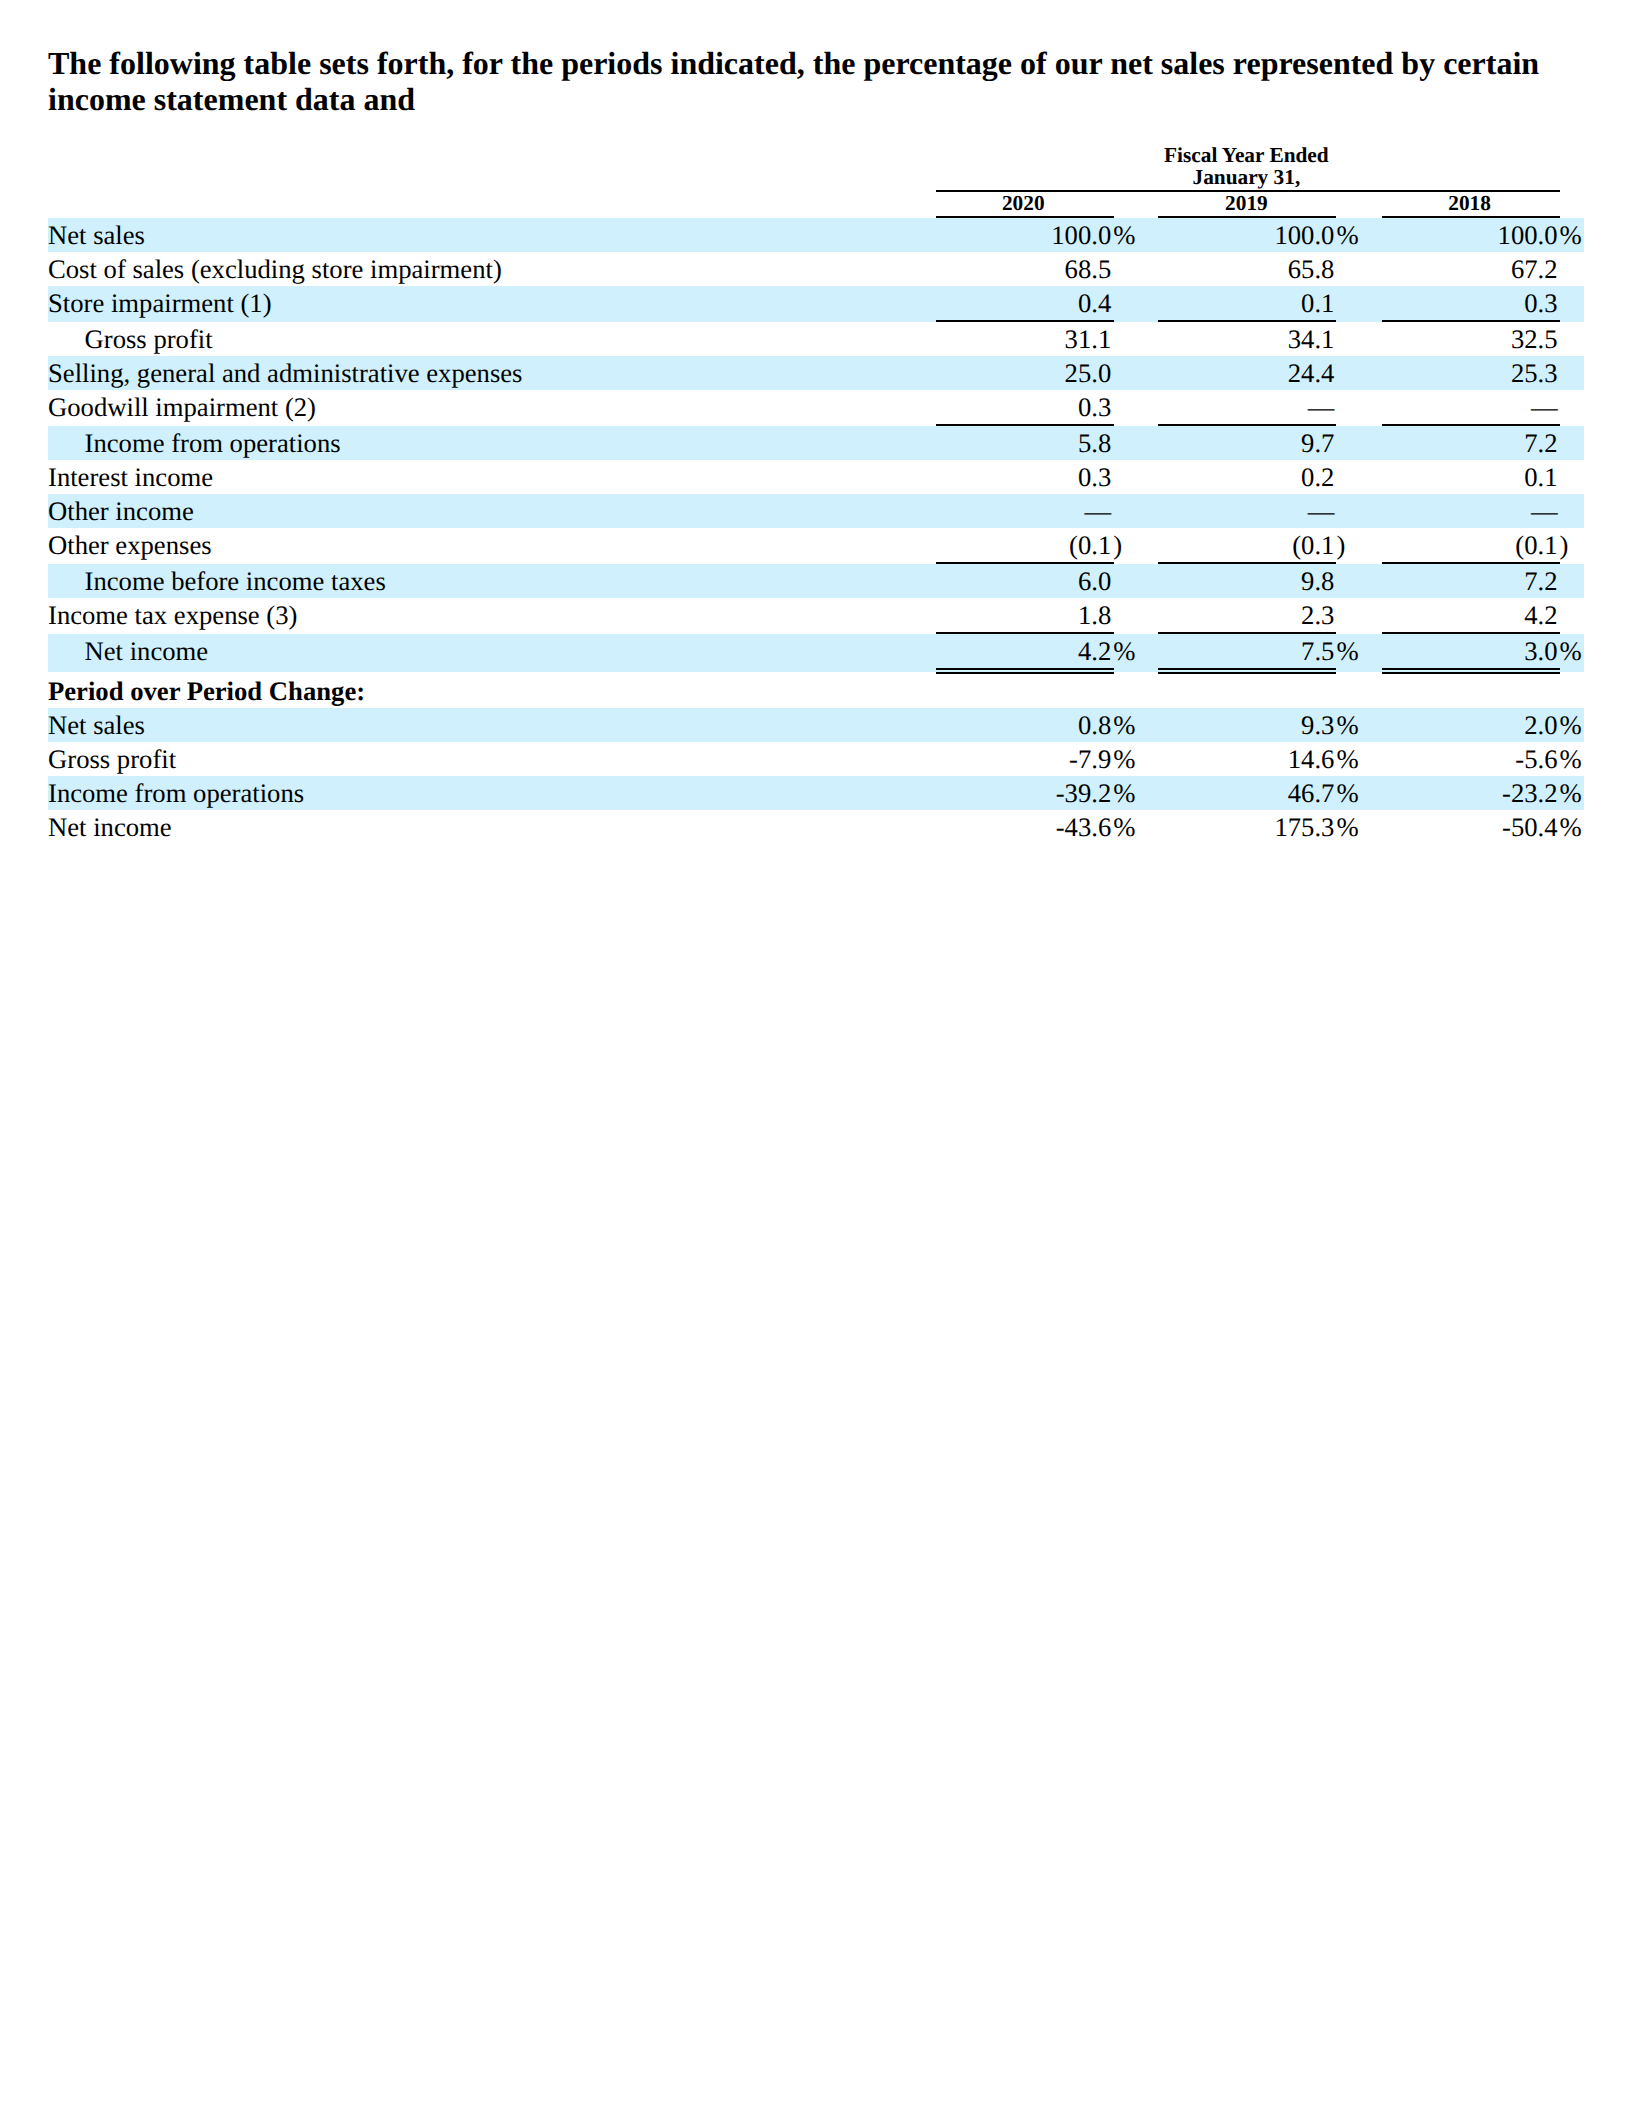 The following table sets forth, for the periods indicated, the percentage of our net sales represented by certain
income statement data and
Fiscal Year Ended
January 31,
2020 2019 2018
Net sales 100.0% 100.0% 100.0%
Cost of sales (excluding store impairment) 68.5 65.8 67.2
Store impairment (1) 0.4 0.1 0.3
Gross profit 31.1 34.1 32.5
Selling, general and administrative expenses 25.0 24.4 25.3
Goodwill impairment (2) 0.3 — —
Income from operations 5.8 9.7 7.2
Interest income 0.3 0.2 0.1
Other income — — —
Other expenses (0.1) (0.1) (0.1)
Income before income taxes 6.0 9.8 7.2
Income tax expense (3) 1.8 2.3 4.2
Net income 4.2% 7.5% 3.0%
Period over Period Change:
Net sales 0.8% 9.3% 2.0%
Gross profit -7.9% 14.6% -5.6%
Income from operations -39.2% 46.7% -23.2%
Net income -43.6% 175.3% -50.4%